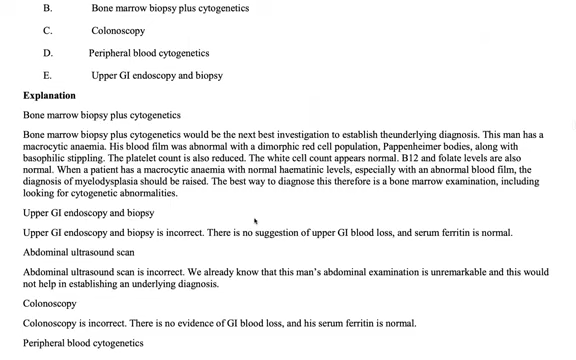 B. Bone marrow biopsy plus cytogenetics
C. Colonoscopy
D. Peripheral blood cytogenetics
E. Upper GI endoscopy and biopsy
Explanation
Bone marrow biopsy plus cytogenetics
Bone marrow biopsy plus cytogenetics would be the next best investigation to establish theunderlying diagnosis. This man has a
macrocytic anaemia. His blood film was abnormal with a dimorphic red cell population, Pappenheimer bodies, along with
basophilic stippling. The platelet count is also reduced. The white cell count appears normal. B12 and folate levels are also
normal. When a patient has a macrocytic anaemia with normal haematinic levels, especially with an abnormal blood film, the
diagnosis of myelodysplasia should be raised. The best way to diagnose this therefore is a bone marrow examination, including
looking for cytogenetic abnormalities.
Upper GI endoscopy and biopsy
Upper GI endoscopy and biopsy is incorrect. There is no suggestion of upper GI blood loss, and serum ferritin is normal.
Abdominal ultrasound scan
Abdominal ultrasound scan is incorrect. We already know that this man’s abdominal examination is unremarkable and this would
not help in establishing an underlying diagnosis.
Colonoscopy
Colonoscopy is incorrect. There is no evidence of GI blood loss, and his serum ferritin is normal.
Peripheral blood cytogenetics